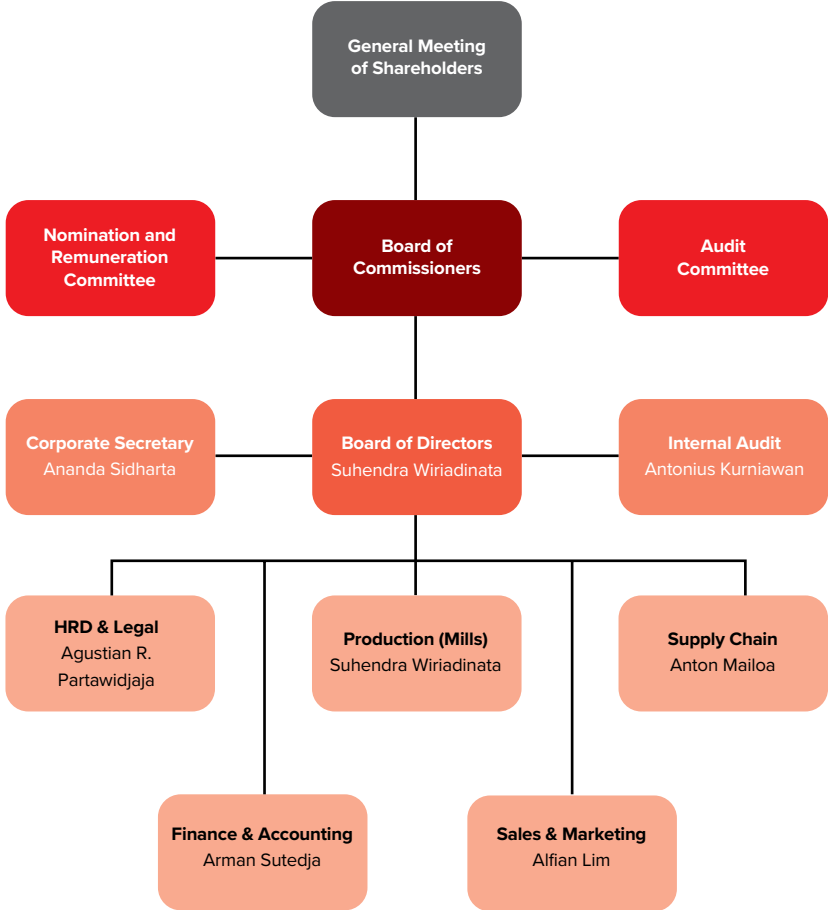 General Meeting
of Shareholders
Nomination and
Remuneration
Committee
Board of
Commissioners
Audit
Committee
Corporate Secretary
Ananda Sidharta
Board of Directors
Suhendra Wiriadinata
Internal Audit
Antonius Kurniawan
HRD & Legal
Agustian R.
Partawidjaja
Production (Mills)
Suhendra Wiriadinata
Supply Chain
Anton Mailoa
Finance & Accounting
Arman Sutedja
Sales & Marketing
Alfian Lim